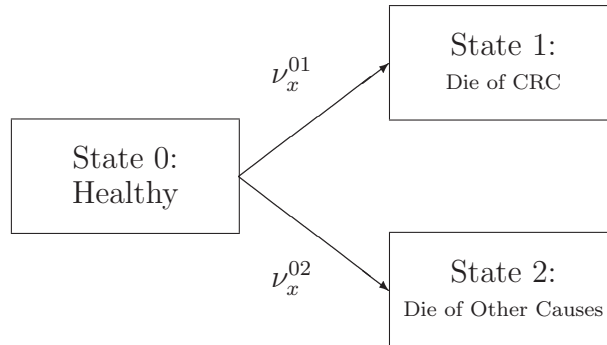 State 0:
Healthy
ν_x^{01}
State 1:
Die of CRC
ν_x^{02}
State 2:
Die of Other Causes